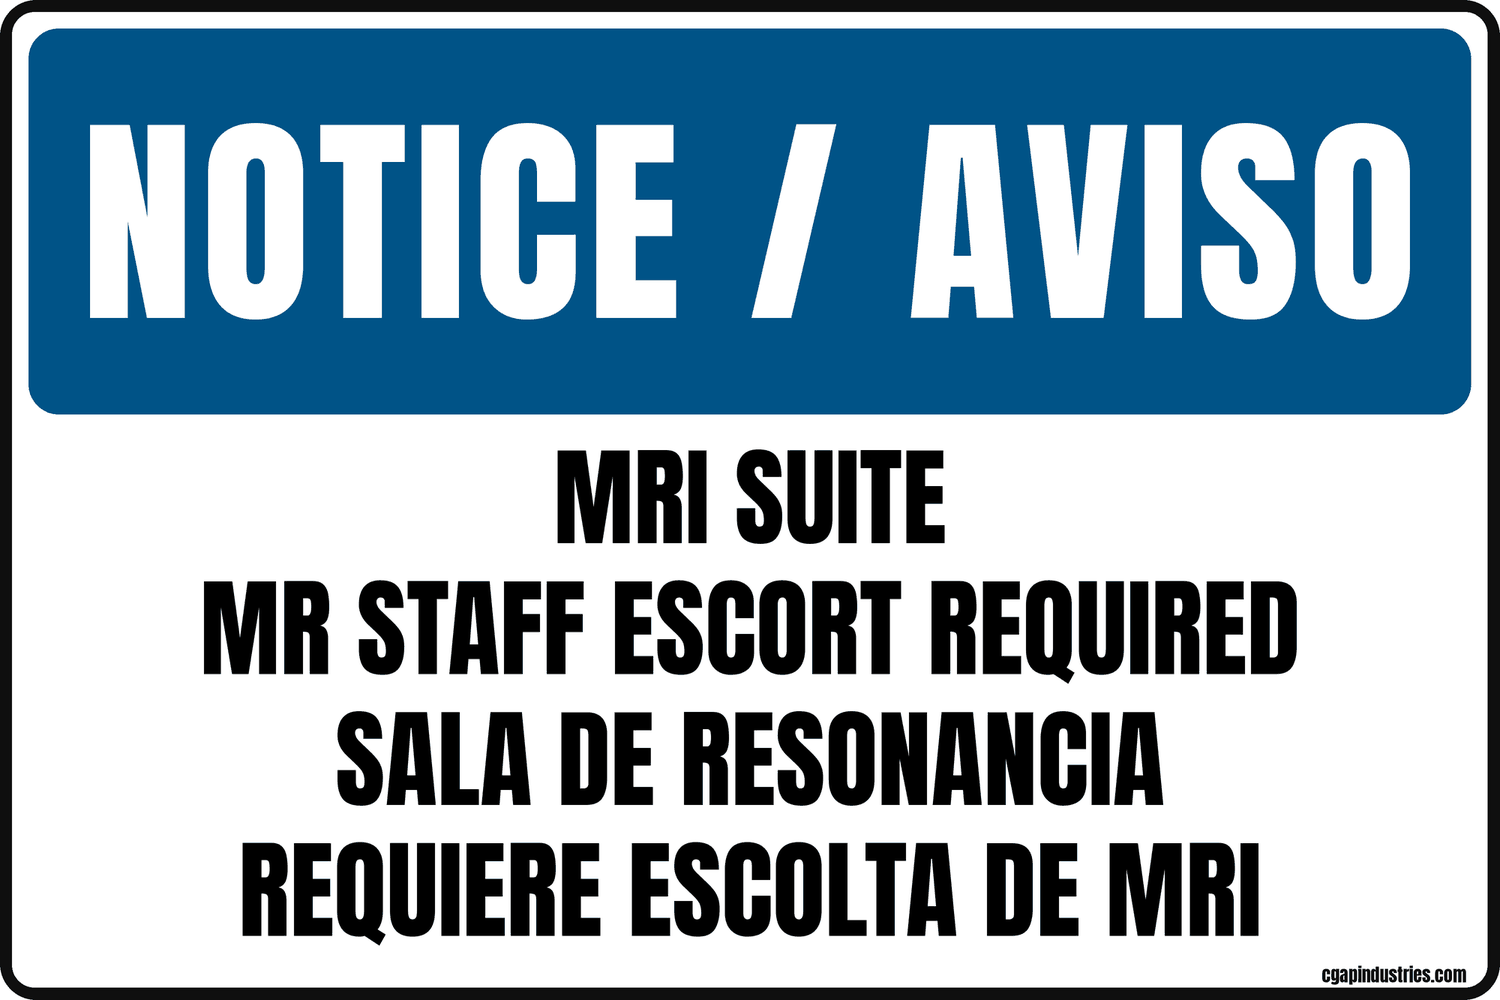 NOTICE / AVISO
MRI SUITE
MR STAFF ESCORT REQUIRED
SALA DE RESONANCIA
REQUIERE ESCOLTA DE MRI
cgapindustries.com